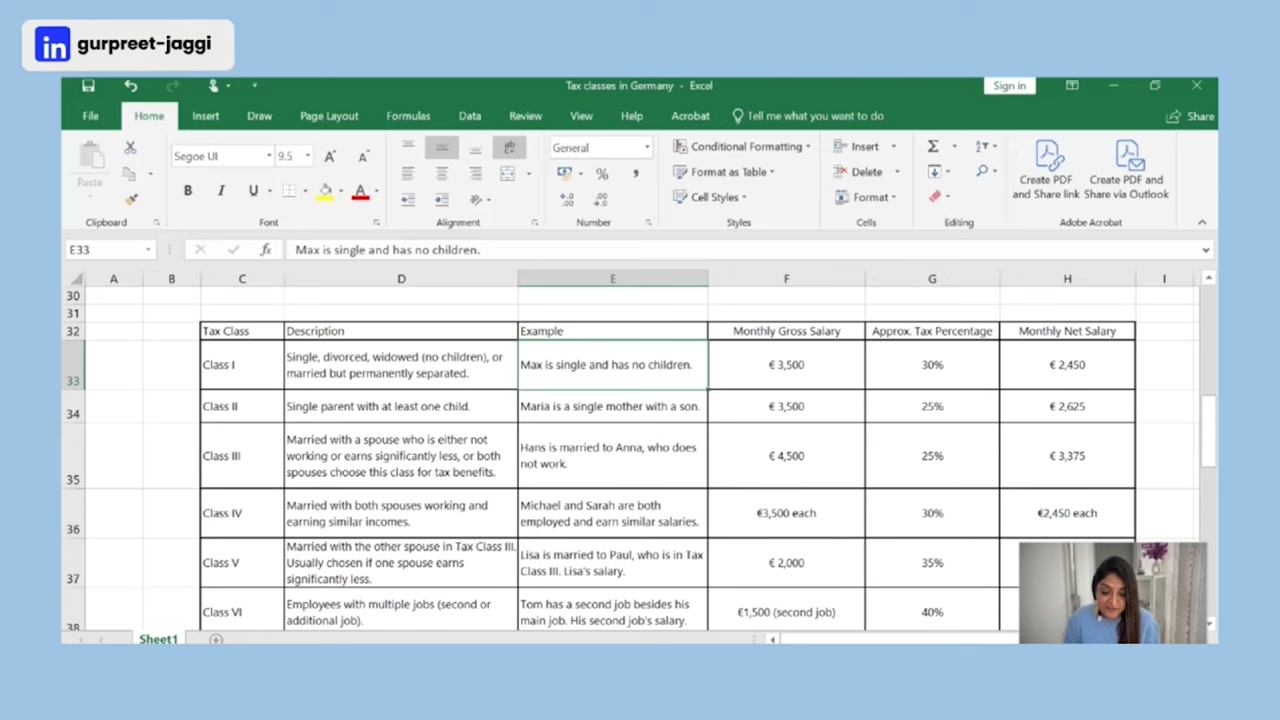 in gurpreet-jaggi
Tax classes in Germany - Excel
Sign in
File Home Insert Draw Page Layout Formulas Data Review View Help Acrobat Tell me what you want to do Share
Paste
Segoe UI 9.5
B I U A
General
%
Conditional Formatting
Format as Table
Cell Styles
Insert
Delete
Format
Create PDF
and Share link
Create PDF and
Share via Outlook
Clipboard Font Alignment Number Styles Cells Editing Adobe Acrobat
E33 fx Max is single and has no children.
A B C D E F G H I
30
31
32 Tax Class Description Example Monthly Gross Salary Approx. Tax Percentage Monthly Net Salary
33 Class I
Single, divorced, widowed (no children), or
married but permanently separated.
Max is single and has no children. € 3,500 30% € 2,450
34 Class II Single parent with at least one child. Maria is a single mother with a son. € 3,500 25% € 2,625
35 Class III
Married with a spouse who is either not
working or earns significantly less, or both
spouses choose this class for tax benefits.
Hans is married to Anna, who does
not work.
€ 4,500 25% € 3,375
36 Class IV
Married with both spouses working and
earning similar incomes.
Michael and Sarah are both
employed and earn similar salaries.
€3,500 each 30% €2,450 each
37 Class V
Married with the other spouse in Tax Class III.
Usually chosen if one spouse earns
significantly less.
Lisa is married to Paul, who is in Tax
Class III. Lisa's salary.
€ 2,000 35%
38 Class VI
Employees with multiple jobs (second or
additional job).
Tom has a second job besides his
main job. His second job's salary.
€1,500 (second job) 40%
Sheet1